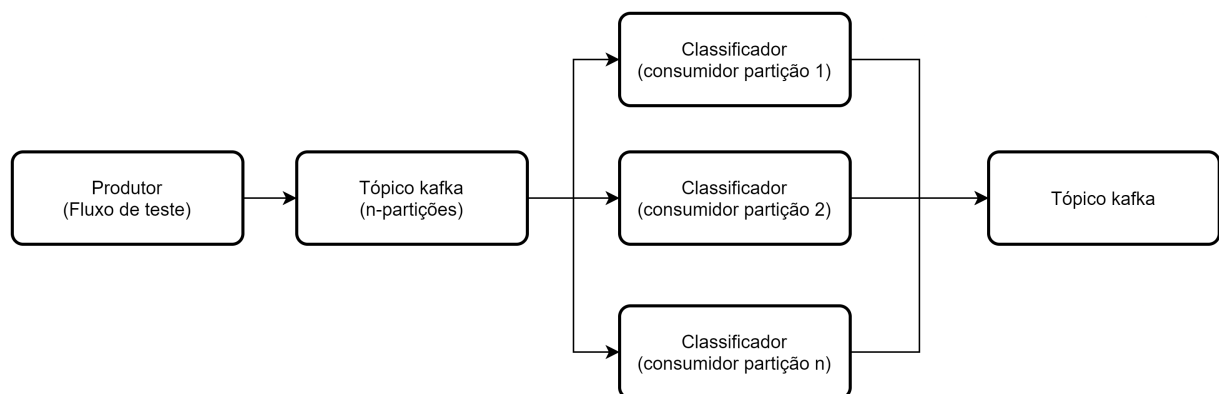 Produtor
(Fluxo de teste)
Tópico kafka
(n-partições)
Classificador
(consumidor partição 1)
Classificador
(consumidor partição 2)
Classificador
(consumidor partição n)
Tópico kafka